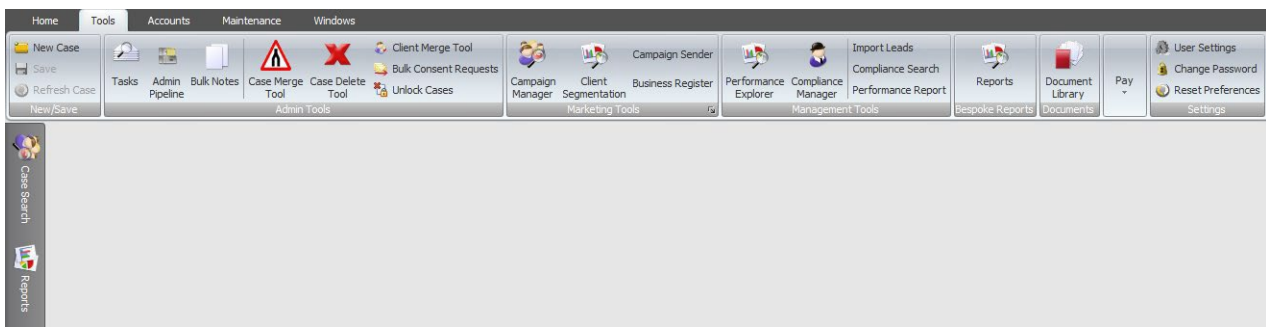 Home Tools Accounts Maintenance Windows
New Case
Save
Refresh Case
New/Save
Tasks
Admin
Pipeline
Bulk Notes
Case Merge
Tool
Case Delete
Tool
Client Merge Tool
Bulk Consent Requests
Unlock Cases
Admin Tools
Campaign
Manager
Client
Segmentation
Campaign Sender
Business Register
Marketing Tools
Performance
Explorer
Compliance
Manager
Import Leads
Compliance Search
Performance Report
Management Tools
Reports
Bespoke Reports
Document
Library
Documents
Pay
User Settings
Change Password
Reset Preferences
Settings
Case Search
Reports